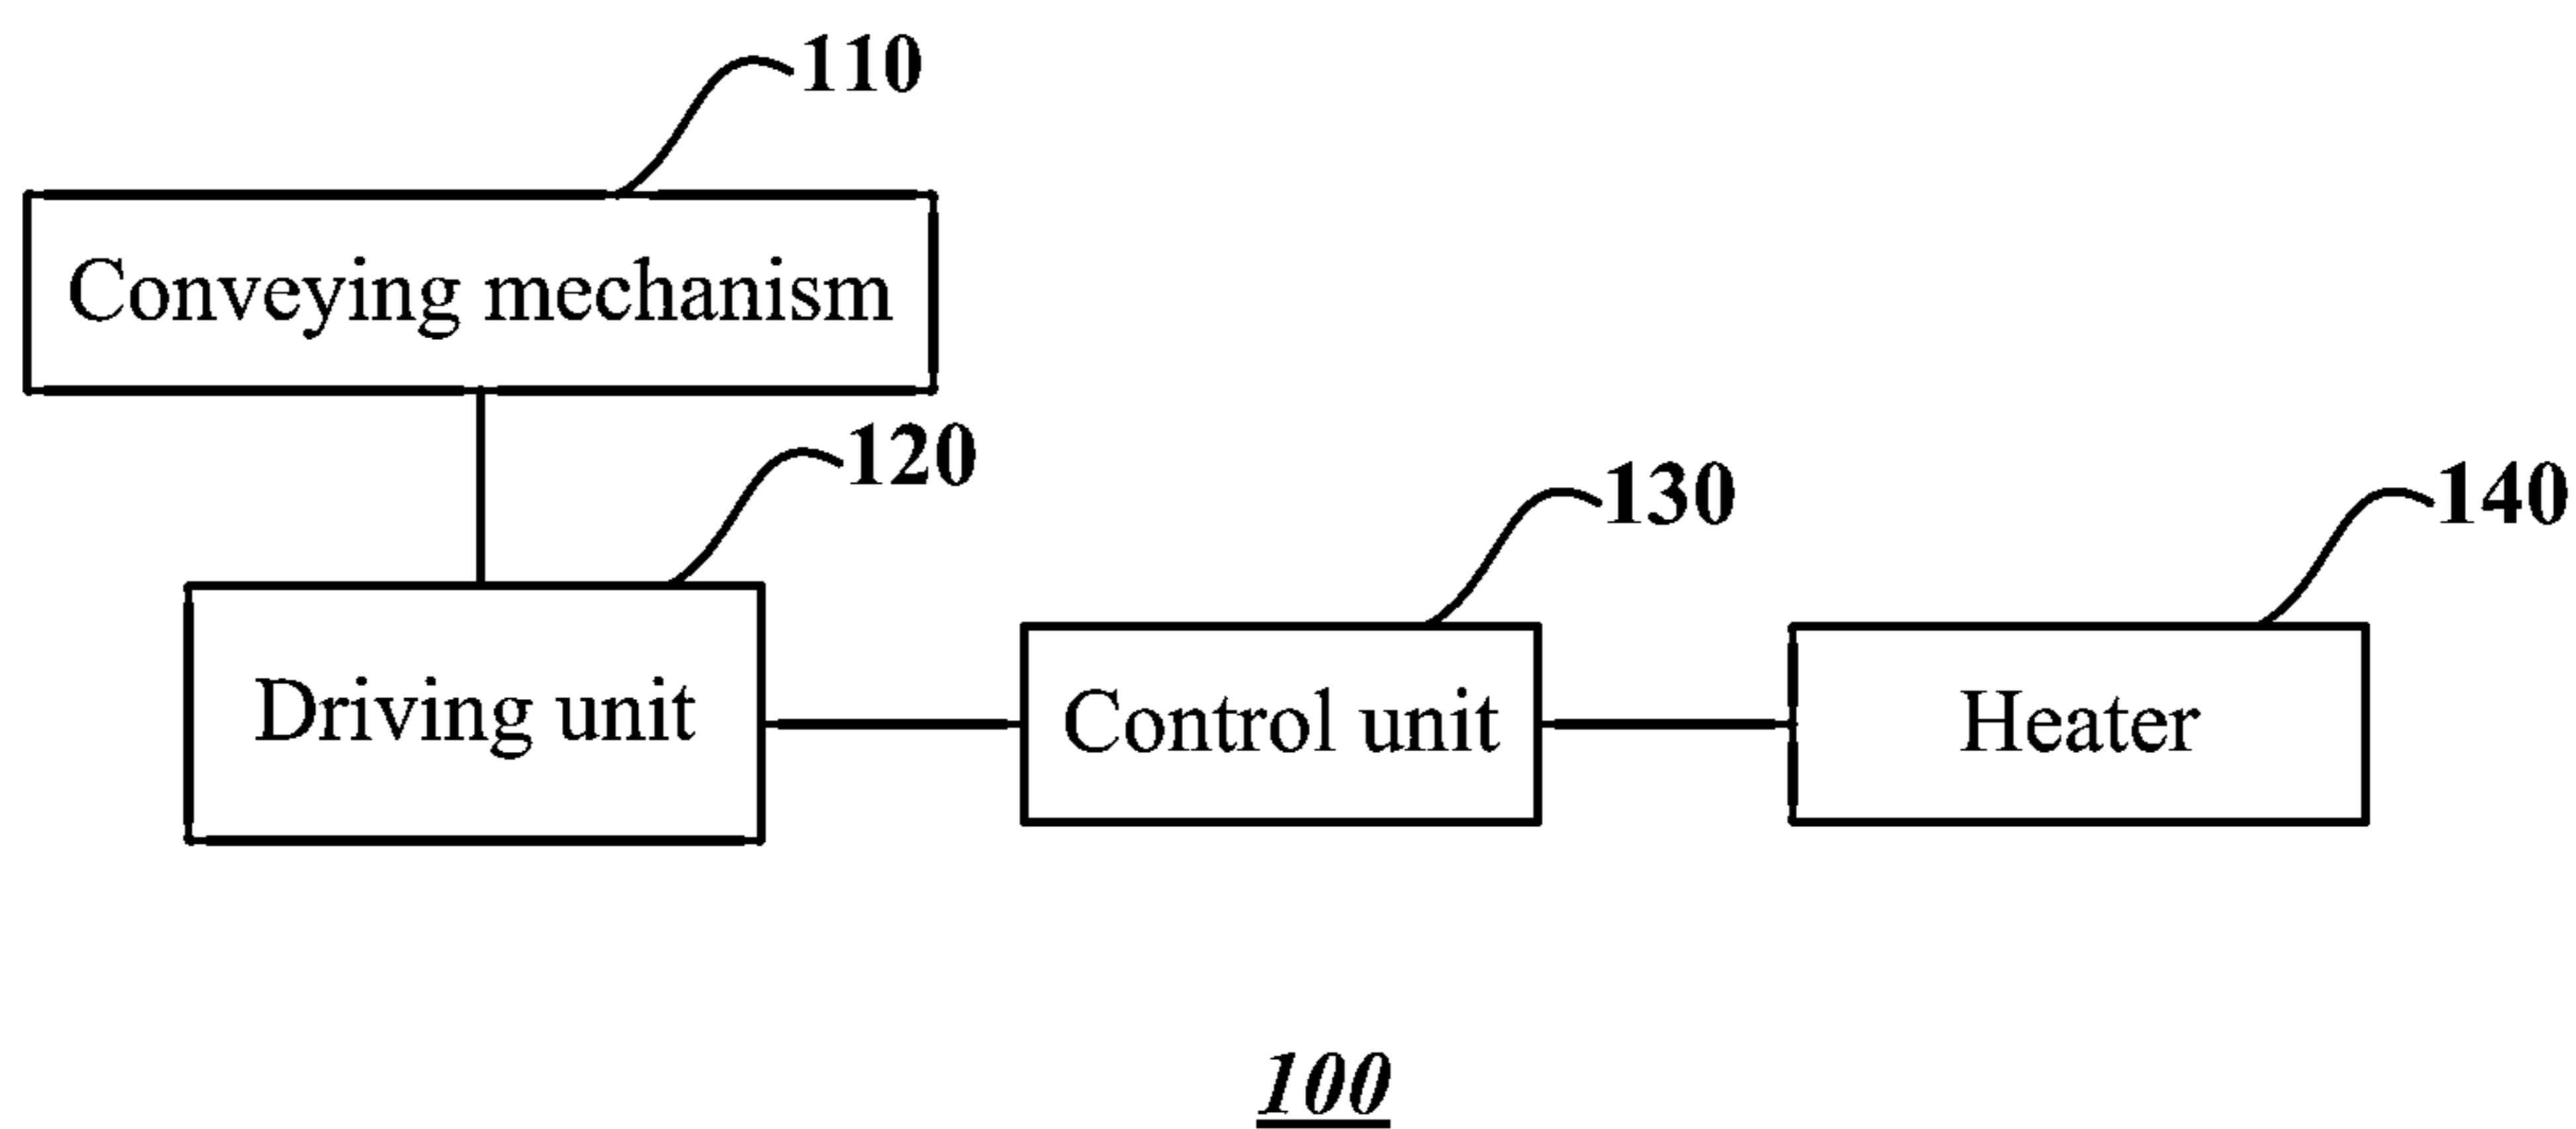 110
Conveying mechanism
120
130
140
Driving unit
Control unit
Heater
100